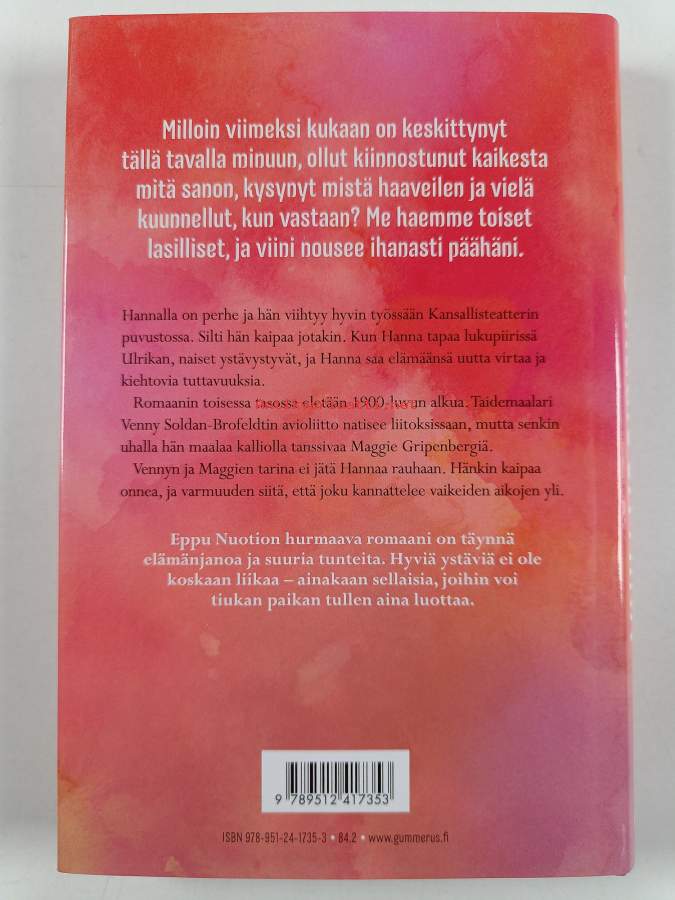 Milloin viimeksi kukaan on keskittynyt
tällä tavalla minuun, ollut kiinnostunut kaikesta
mitä sanon, kysynyt mistä haaveilen ja vielä
kuunnellut, kun vastaan? Me haemme toiset
lasilliset, ja viini nousee ihanasti päähäni.
Hannalla on perhe ja hän viihtyy hyvin työssään Kansallisteatterin
puvustossa. Silti hän kaipaa jotakin. Kun Hanna tapaa lukupiirissä
Ulrikan, naiset ystävystyvät, ja Hanna saa elämäänsä uutta virtaa ja
kiehtovia tuttavuuksia.
Romaanin toisessa tasossa eletään 1900-luvun alkua. Taidemaalari
Venny Soldan-Brofeldtin avioliitto natisee liitoksissaan, mutta senkin
uhalla hän maalaa kalliolla tanssivaa Maggie Gripenbergiä.
Vennyn ja Maggien tarina ei jätä Hannaa rauhaan. Hänkin kaipaa
onnea, ja varmuuden siitä, että joku kannattelee vaikeiden aikojen yli.
Eppu Nuotion hurmaava romaani on täynnä
elämänjanoa ja suuria tunteita. Hyviä ystäviä ei ole
koskaan liikaa – ainakaan sellaisia, joihin voi
tiukan paikan tullen aina luottaa.
9 789512 417353
ISBN 978-951-24-1735-3 • 84.2 • www.gummerus.fi